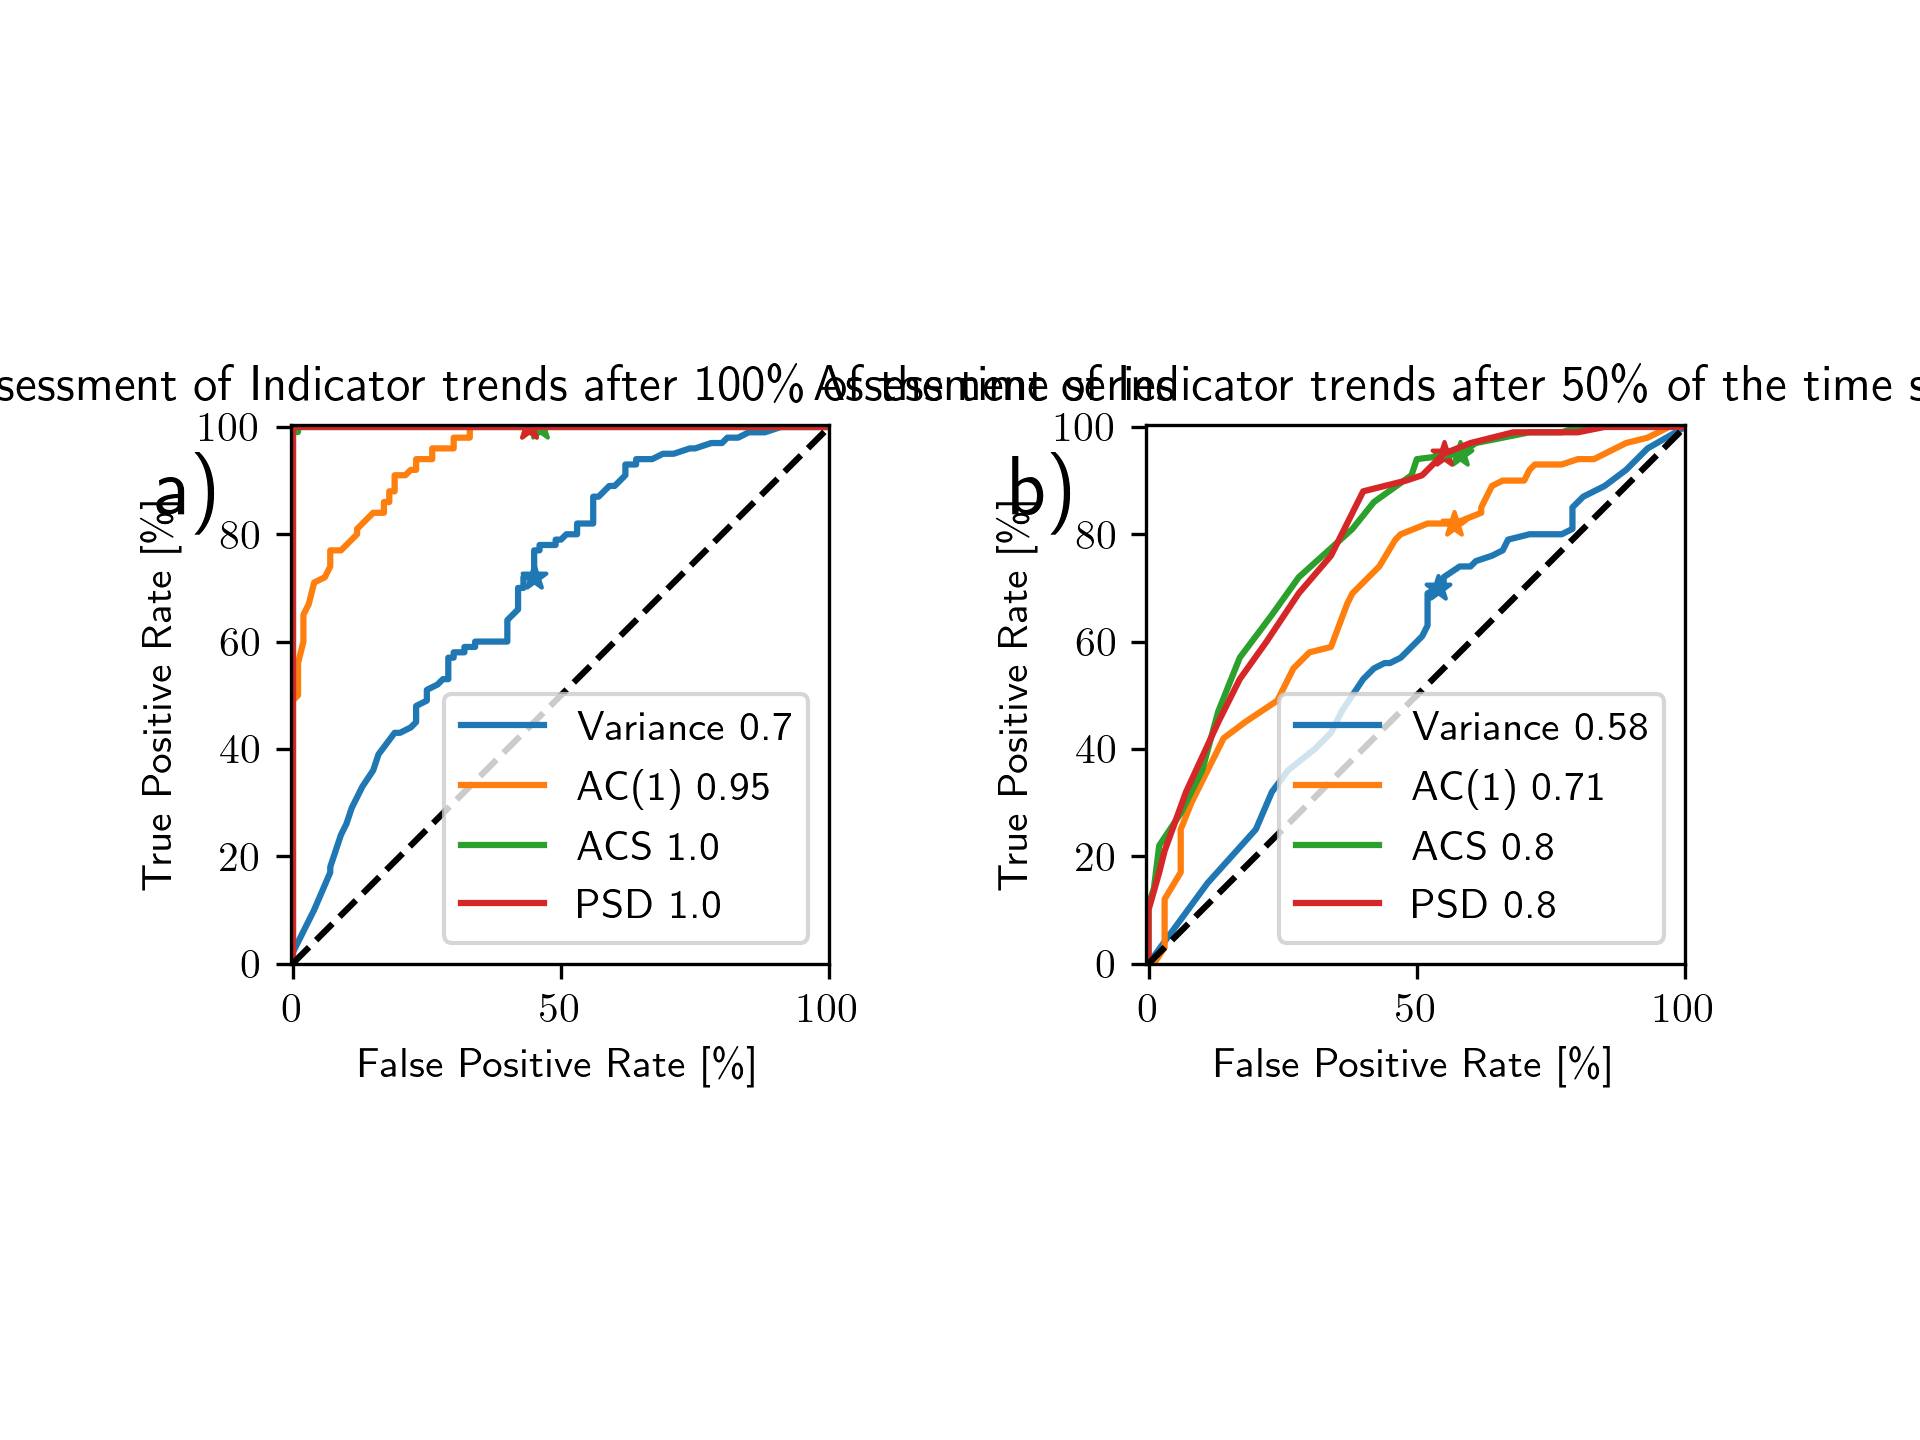 sessment of Indicator trends after 100% of the time series
Assessment of Indicator trends after 50% of the time s
a)
True Positive Rate [%]
100
80
60
40
20
0
0 50 100
False Positive Rate [%]
Variance 0.7
AC(1) 0.95
ACS 1.0
PSD 1.0
b)
True Positive Rate [%]
100
80
60
40
20
0
0 50 100
False Positive Rate [%]
Variance 0.58
AC(1) 0.71
ACS 0.8
PSD 0.8